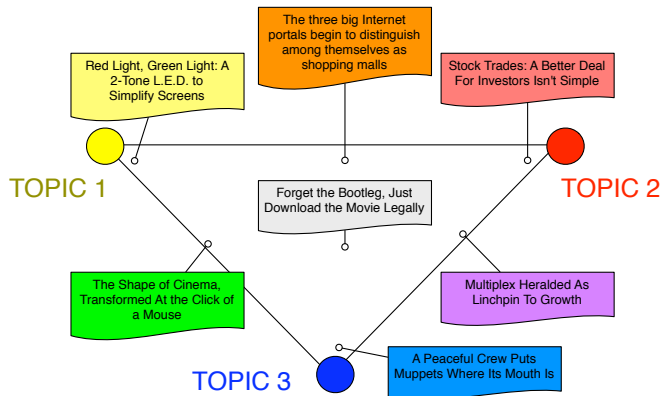 The three big Internet
portals begin to distinguish
among themselves as
shopping malls
Red Light, Green Light: A
2-Tone L.E.D. to
Simplify Screens
Stock Trades: A Better Deal
For Investors Isn't Simple
TOPIC 1
TOPIC 2
Forget the Bootleg, Just
Download the Movie Legally
The Shape of Cinema,
Transformed At the Click of
a Mouse
Multiplex Heralded As
Linchpin To Growth
TOPIC 3
A Peaceful Crew Puts
Muppets Where Its Mouth Is